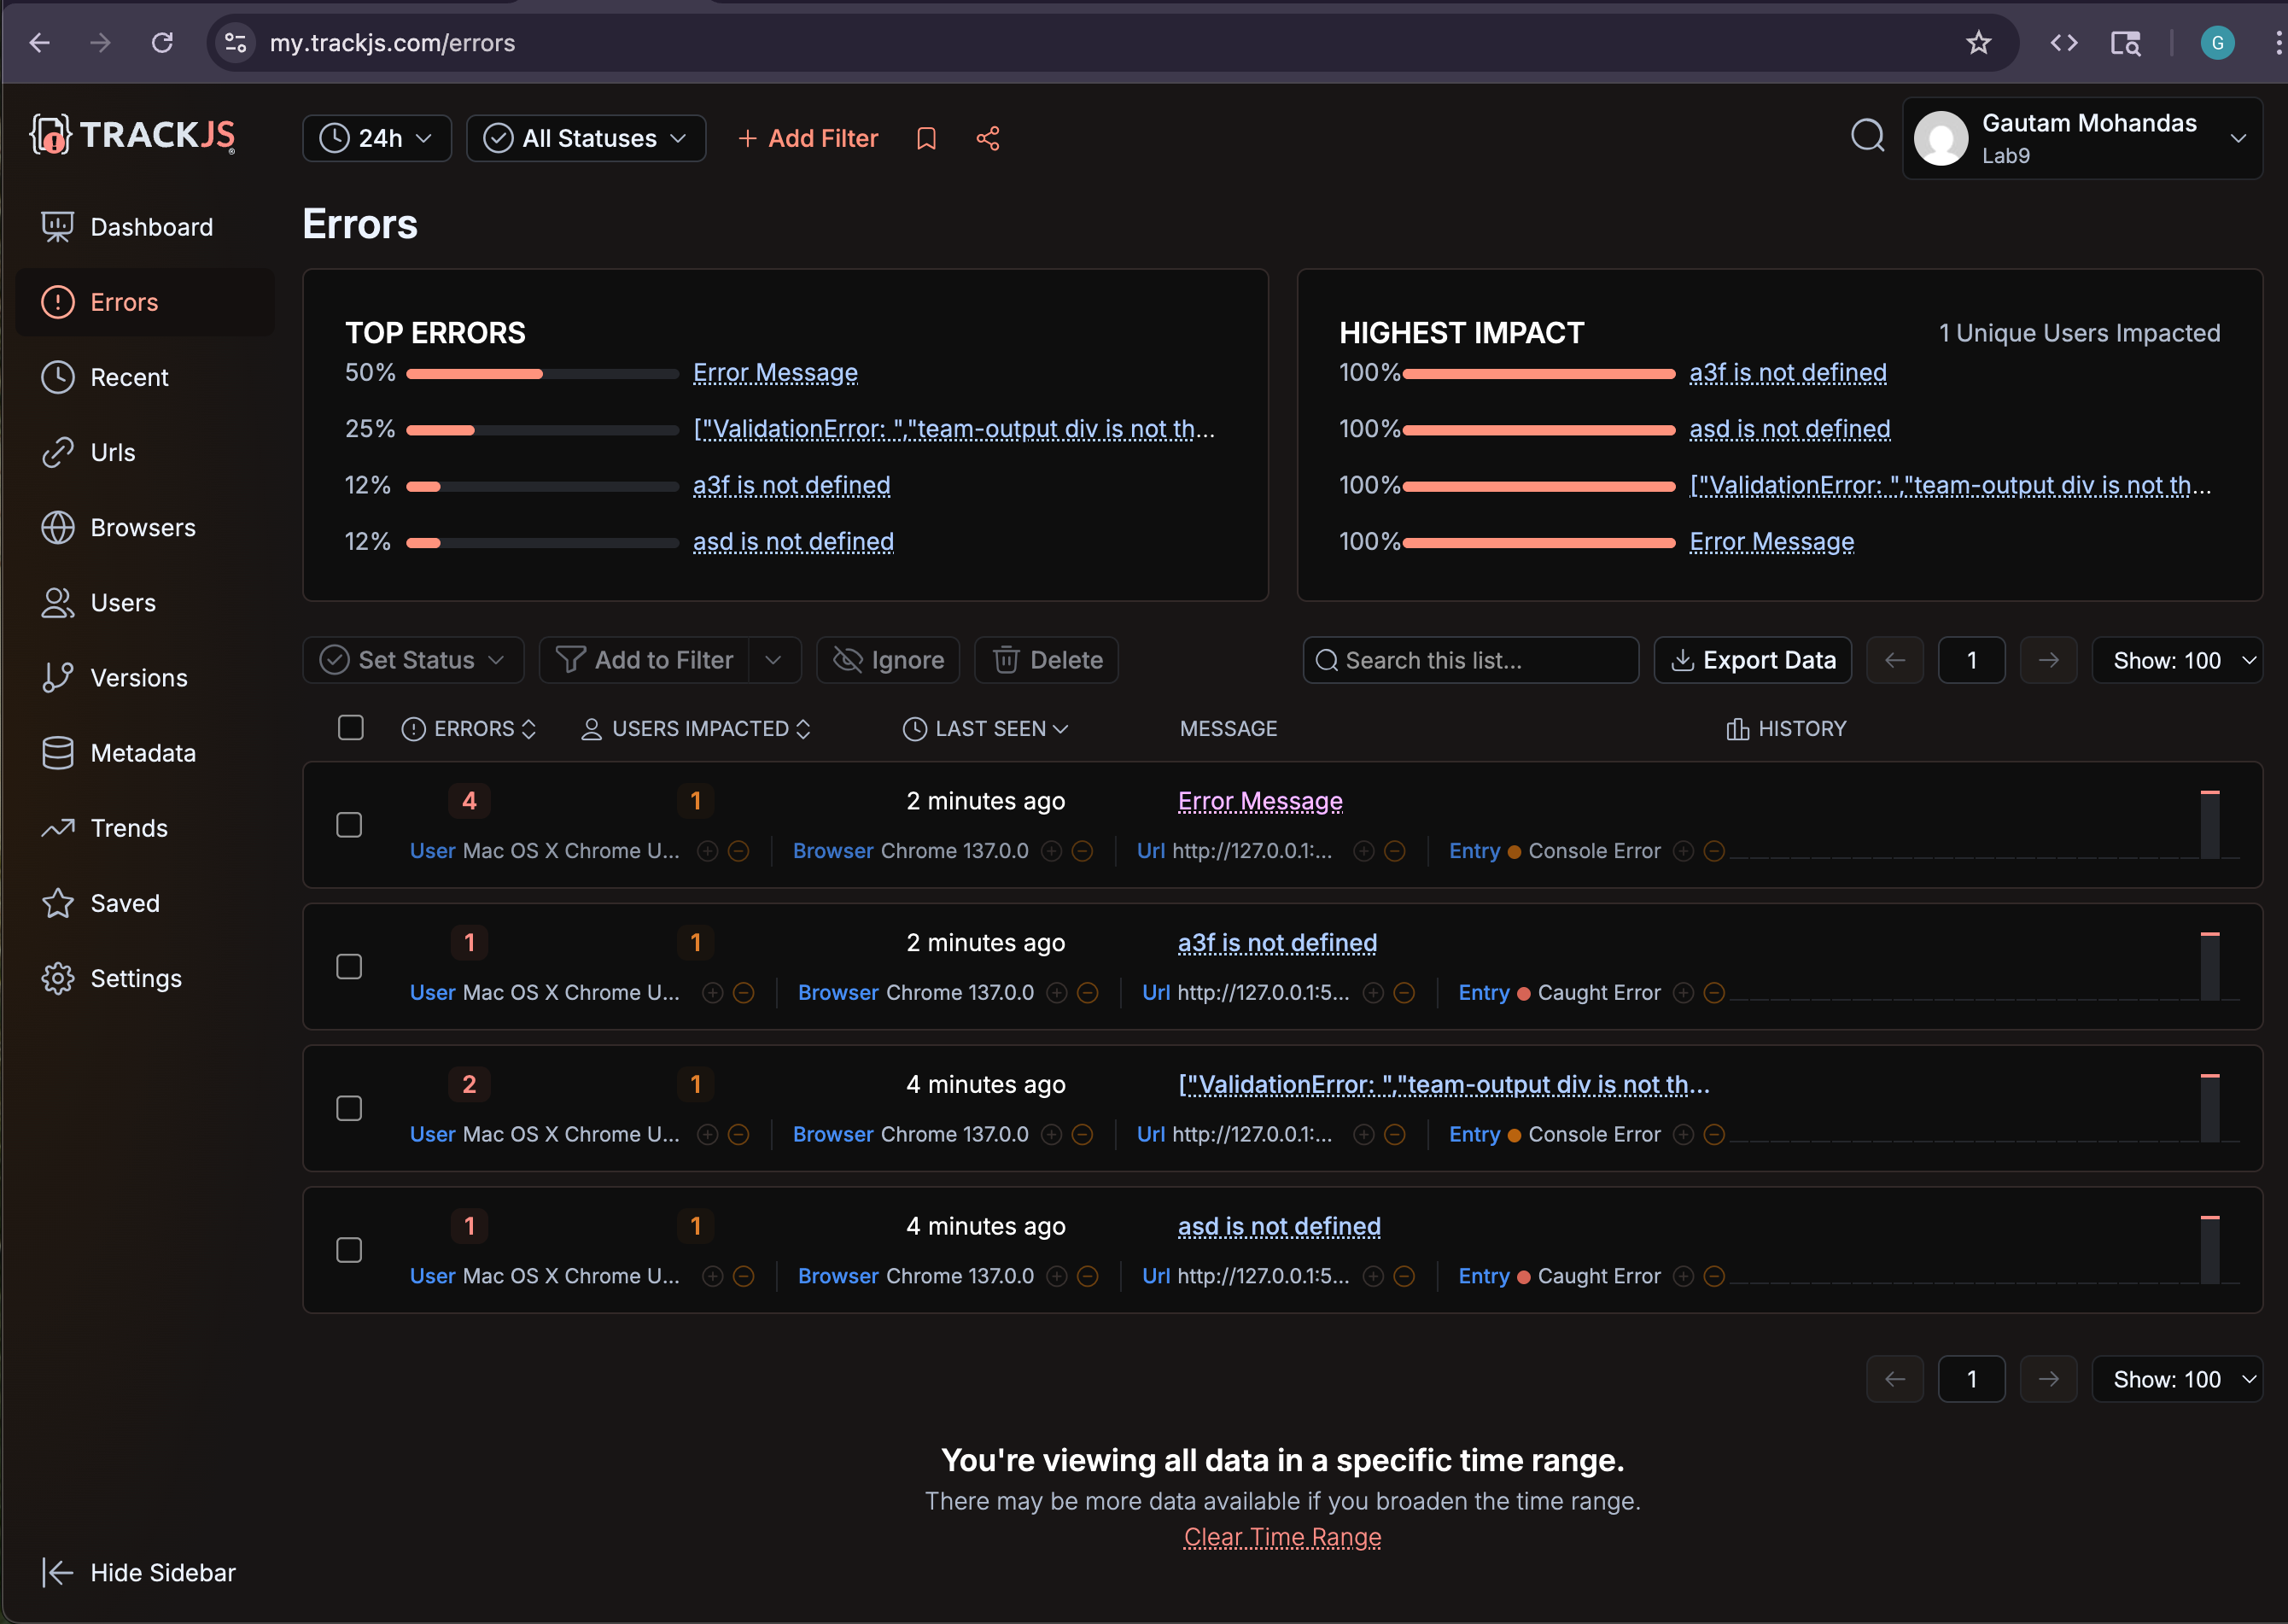 my.trackjs.com/errors
G
TRACKJS
24h
All Statuses
+ Add Filter
Gautam Mohandas
Lab9
Dashboard
Errors
Recent
Urls
Browsers
Users
Versions
Metadata
Trends
Saved
Settings
Hide Sidebar
Errors
TOP ERRORS
50% Error Message
25% ["ValidationError: ","team-output div is not th...
12% a3f is not defined
12% asd is not defined
HIGHEST IMPACT 1 Unique Users Impacted
100% a3f is not defined
100% asd is not defined
100% ["ValidationError: ","team-output div is not th...
100% Error Message
Set Status Add to Filter Ignore Delete Search this list... Export Data 1 Show: 100
ERRORS USERS IMPACTED LAST SEEN MESSAGE HISTORY
4 1 2 minutes ago Error Message
User Mac OS X Chrome U... Browser Chrome 137.0.0 Url http://127.0.0.1:... Entry Console Error
1 1 2 minutes ago a3f is not defined
User Mac OS X Chrome U... Browser Chrome 137.0.0 Url http://127.0.0.1:5... Entry Caught Error
2 1 4 minutes ago ["ValidationError: ","team-output div is not th...
User Mac OS X Chrome U... Browser Chrome 137.0.0 Url http://127.0.0.1:... Entry Console Error
1 1 4 minutes ago asd is not defined
User Mac OS X Chrome U... Browser Chrome 137.0.0 Url http://127.0.0.1:5... Entry Caught Error
1 Show: 100
You're viewing all data in a specific time range.
There may be more data available if you broaden the time range.
Clear Time Range